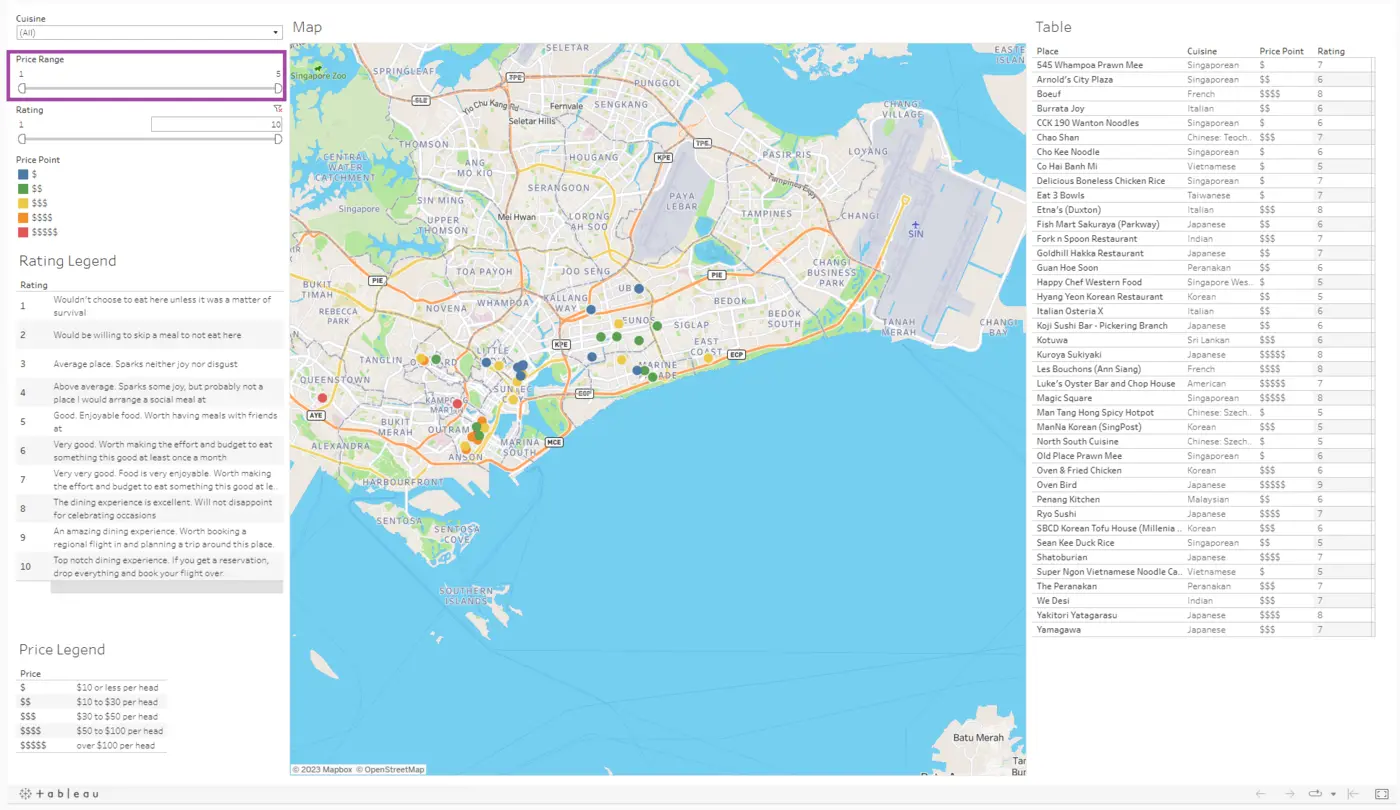 Cuisine
(All)
Price Range
1 5
Rating
1 10
Price Point
$
$$
$$$
$$$$
$$$$$
Rating Legend
Rating
1 Wouldn't choose to eat here unless it was a matter of
survival
2 Would be willing to skip a meal to not eat here
3 Average place. Sparks neither joy nor disgust
4 Above average. Sparks some joy, but probably not a
place I would arrange a social meal at
5 Good. Enjoyable food. Worth having meals with friends
at
6 Very good. Worth making the effort and budget to eat
something this good at least once a month
7 Very very good. Food is very enjoyable. Worth making
the effort and budget to eat something this good at le..
8 The dining experience is excellent. Will not disappoint
for celebrating occasions
9 An amazing dining experience. Worth booking a
regional flight in and planning a trip around this place.
10 Top notch dining experience. If you get a reservation,
drop everything and book your flight over.
Price Legend
Price
$ $10 or less per head
$$ $10 to $30 per head
$$$ $30 to $50 per head
$$$$ $50 to $100 per head
$$$$$ over $100 per head
+ a b l e a u
Map
SELETAR
EASTE
ISLAN
Singapore Zoo
SPRINGLEAF
TPE
PUNGGOL
SLE
Yio Chu Kang Rd
Fernvale
SENGKANG
Seletar Hills
CHANGI
VILLAGE
THOMSON
TPE
CENTRAL
WATER
CATCHMENT
ANG
MO KIO
HOUGANG
KPE
PASIR RIS
LOYANG
SERANGOON
Tampines Expy
SIN MING
PAYA
LEBAR
Singapore
UPPER
THOMSON
Mei Hwan
LORONG
AH SOO
TAMPINES
CHANGI
SIN
TOA PAYOH
JOO SENG
CHANGI
BUSINESS
PARK
PIE
PIE
BUKIT
TIMAH
UB
WHAMPOA
KALLANG
WAY
BEDOK
REBECCA
PARK
NOVENA
EUNOS
SIGLAP
BEDOK
SOUTH
TANAH
MERAH
CHANGI
BAY
KPE
LITTLE
EAST
COAST
ECP
TANGLIN
MARINE
QUEENSTOWN
SUNTEC
CITY
ECP
KAMPONG
AYE
BUKIT
MERAH
OUTRAM
ALEXANDRA
MARINA
SOUTH
MCE
ANSON
HARBOURFRONT
SENTOSA
SENTOSA
COVE
SOUTHERN
ISLANDS
Batu Merah
© 2023 Mapbox © OpenStreetMap
Table
Place Cuisine Price Point Rating
545 Whampoa Prawn Mee Singaporean $ 7
Arnold's City Plaza Singaporean $$ 6
Boeuf French $$$$ 8
Burrata Joy Italian $$ 6
CCK 190 Wanton Noodles Singaporean $ 6
Chao Shan Chinese: Teoch.. $$$ 7
Cho Kee Noodle Singaporean $ 6
Co Hai Banh Mi Vietnamese $ 5
Delicious Boneless Chicken Rice Singaporean $ 7
Eat 3 Bowls Taiwanese $ 7
Etna's (Duxton) Italian $$$ 8
Fish Mart Sakuraya (Parkway) Japanese $$ 6
Fork n Spoon Restaurant Indian $$$ 7
Goldhill Hakka Restaurant Japanese $$ 7
Guan Hoe Soon Peranakan $$ 6
Happy Chef Western Food Singapore Wes.. $ 5
Hyang Yeon Korean Restaurant Korean $$ 5
Italian Osteria X Italian $$ 6
Koji Sushi Bar - Pickering Branch Japanese $$ 6
Kotuwa Sri Lankan $$$ 6
Kuroya Sukiyaki Japanese $$$$$ 8
Les Bouchons (Ann Siang) French $$$$ 8
Luke's Oyster Bar and Chop House American $$$$$ 7
Magic Square Singaporean $$$$$ 8
Man Tang Hong Spicy Hotpot Chinese: Szech.. $ 5
ManNa Korean (SingPost) Korean $$$ 5
North South Cuisine Chinese: Szech.. $ 5
Old Place Prawn Mee Singaporean $ 6
Oven & Fried Chicken Korean $$$ 6
Oven Bird Japanese $$$$$ 9
Penang Kitchen Malaysian $$ 6
Ryo Sushi Japanese $$$$ 7
SBCD Korean Tofu House (Millenia .. Korean $$$ 6
Sean Kee Duck Rice Singaporean $$ 5
Shatoburian Japanese $$$$ 7
Super Ngon Vietnamese Noodle Ca.. Vietnamese $ 5
The Peranakan Peranakan $$$ 7
We Desi Indian $$$ 7
Yakitori Yatagarasu Japanese $$$$ 8
Yamagawa Japanese $$$ 7